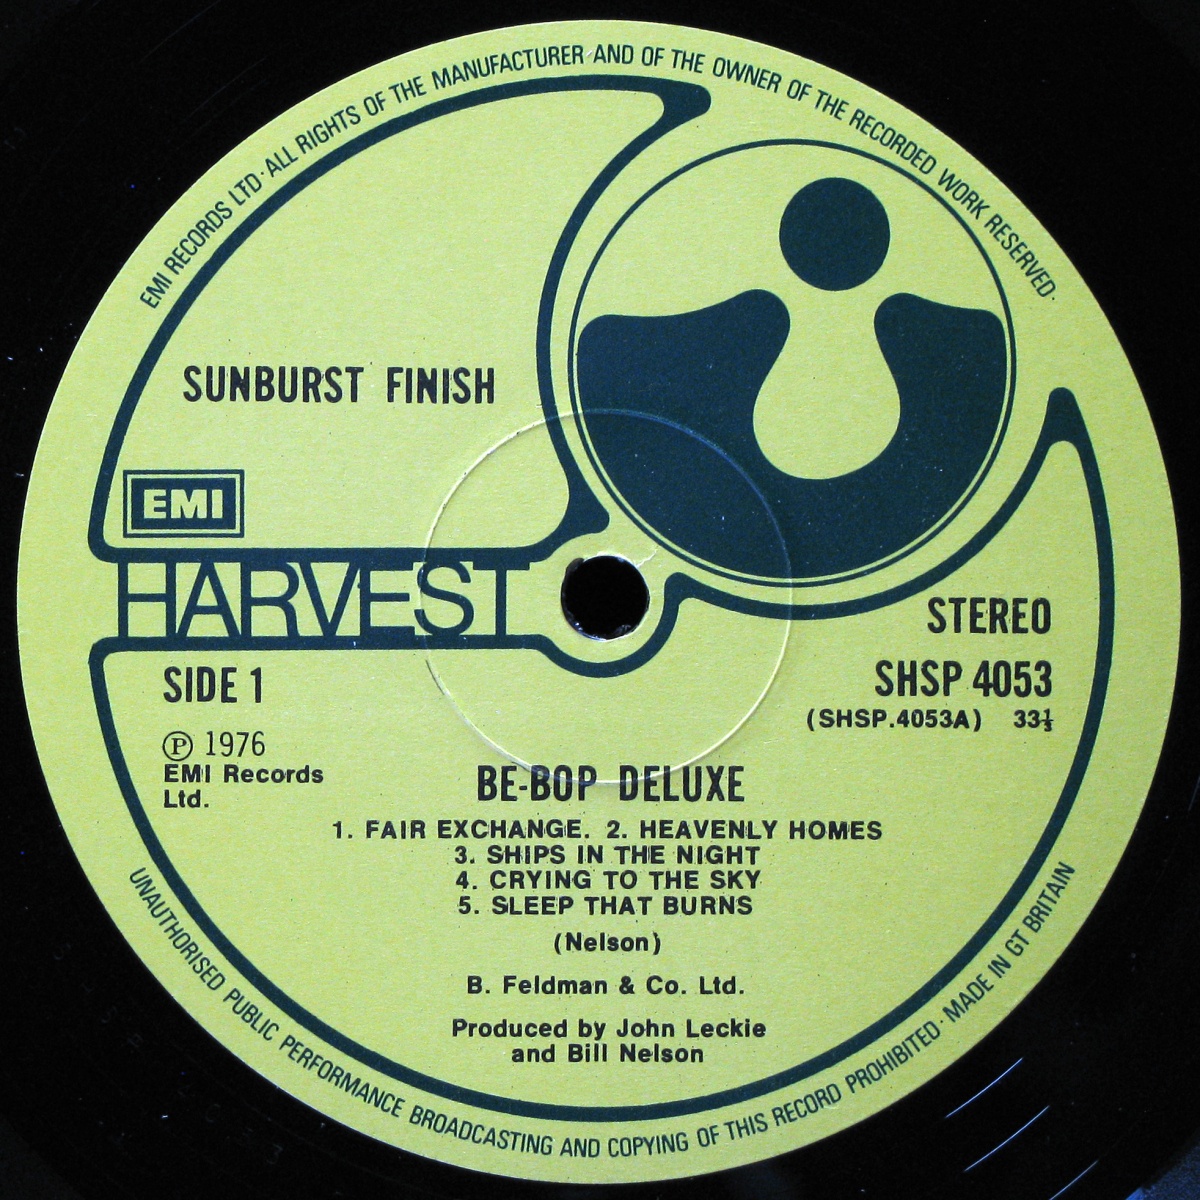 EMI RECORDS LTD·ALL RIGHTS OF THE MANUFACTURER AND OF THE OWNER OF THE RECORDED WORK RESERVED·
SUNBURST FINISH
EMI
HARVEST
STEREO
SIDE 1
SHSP 4053
(SHSP.4053A) 33⅓
℗ 1976
EMI Records
Ltd.
BE-BOP DELUXE
1. FAIR EXCHANGE. 2. HEAVENLY HOMES
3. SHIPS IN THE NIGHT
4. CRYING TO THE SKY
5. SLEEP THAT BURNS
(Nelson)
B. Feldman & Co. Ltd.
Produced by John Leckie
and Bill Nelson
UNAUTHORISED PUBLIC PERFORMANCE BROADCASTING AND COPYING OF THIS RECORD PROHIBITED·MADE IN GT BRITAIN